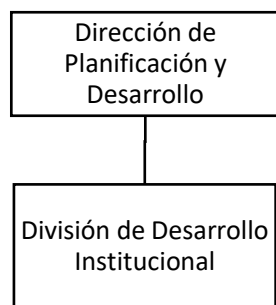 Dirección de
Planificación y
Desarrollo
División de Desarrollo
Institucional